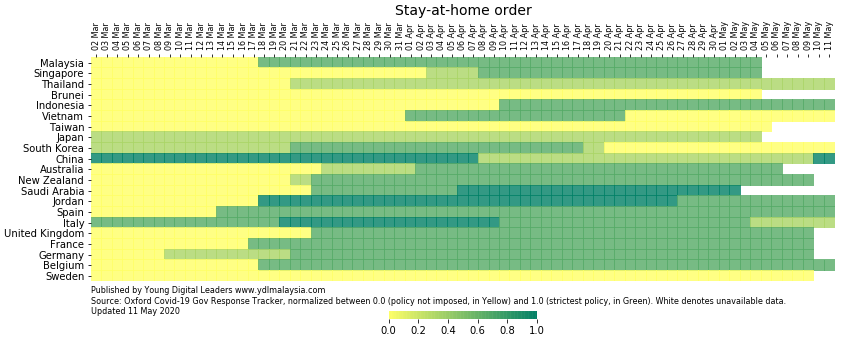 Stay-at-home order
02 Mar
03 Mar
04 Mar
05 Mar
06 Mar
07 Mar
08 Mar
09 Mar
10 Mar
11 Mar
12 Mar
13 Mar
14 Mar
15 Mar
16 Mar
17 Mar
18 Mar
19 Mar
20 Mar
21 Mar
22 Mar
23 Mar
24 Mar
25 Mar
26 Mar
27 Mar
28 Mar
29 Mar
30 Mar
31 Mar
01 Apr
02 Apr
03 Apr
04 Apr
05 Apr
06 Apr
07 Apr
08 Apr
09 Apr
10 Apr
11 Apr
12 Apr
13 Apr
14 Apr
15 Apr
16 Apr
17 Apr
18 Apr
19 Apr
20 Apr
21 Apr
22 Apr
23 Apr
24 Apr
25 Apr
26 Apr
27 Apr
28 Apr
29 Apr
30 Apr
01 May
02 May
03 May
04 May
05 May
06 May
07 May
08 May
09 May
10 May
11 May
Malaysia
Singapore
Thailand
Brunei
Indonesia
Vietnam
Taiwan
Japan
South Korea
China
Australia
New Zealand
Saudi Arabia
Jordan
Spain
Italy
United Kingdom
France
Germany
Belgium
Sweden
Published by Young Digital Leaders www.ydlmalaysia.com
Source: Oxford Covid-19 Gov Response Tracker, normalized between 0.0 (policy not imposed, in Yellow) and 1.0 (strictest policy, in Green). White denotes unavailable data.
Updated 11 May 2020
0.0 0.2 0.4 0.6 0.8 1.0